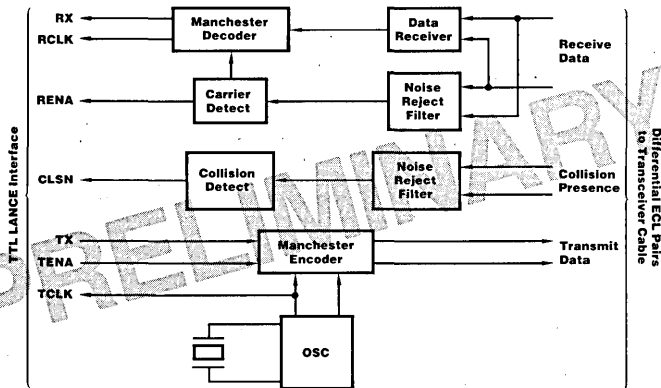 RX
RCLK
Manchester
Decoder
Data
Receiver
Receive
Data
RENA
Carrier
Detect
Noise
Reject
Filter
CLSN
Collision
Detect
Noise
Reject
Filter
Collision
Presence
TX
TENA
TCLK
Manchester
Encoder
Transmit
Data
OSC
TTL LANCE Interface
Differential ECL Pairs
to Transceiver Cable
PRELIMINARY